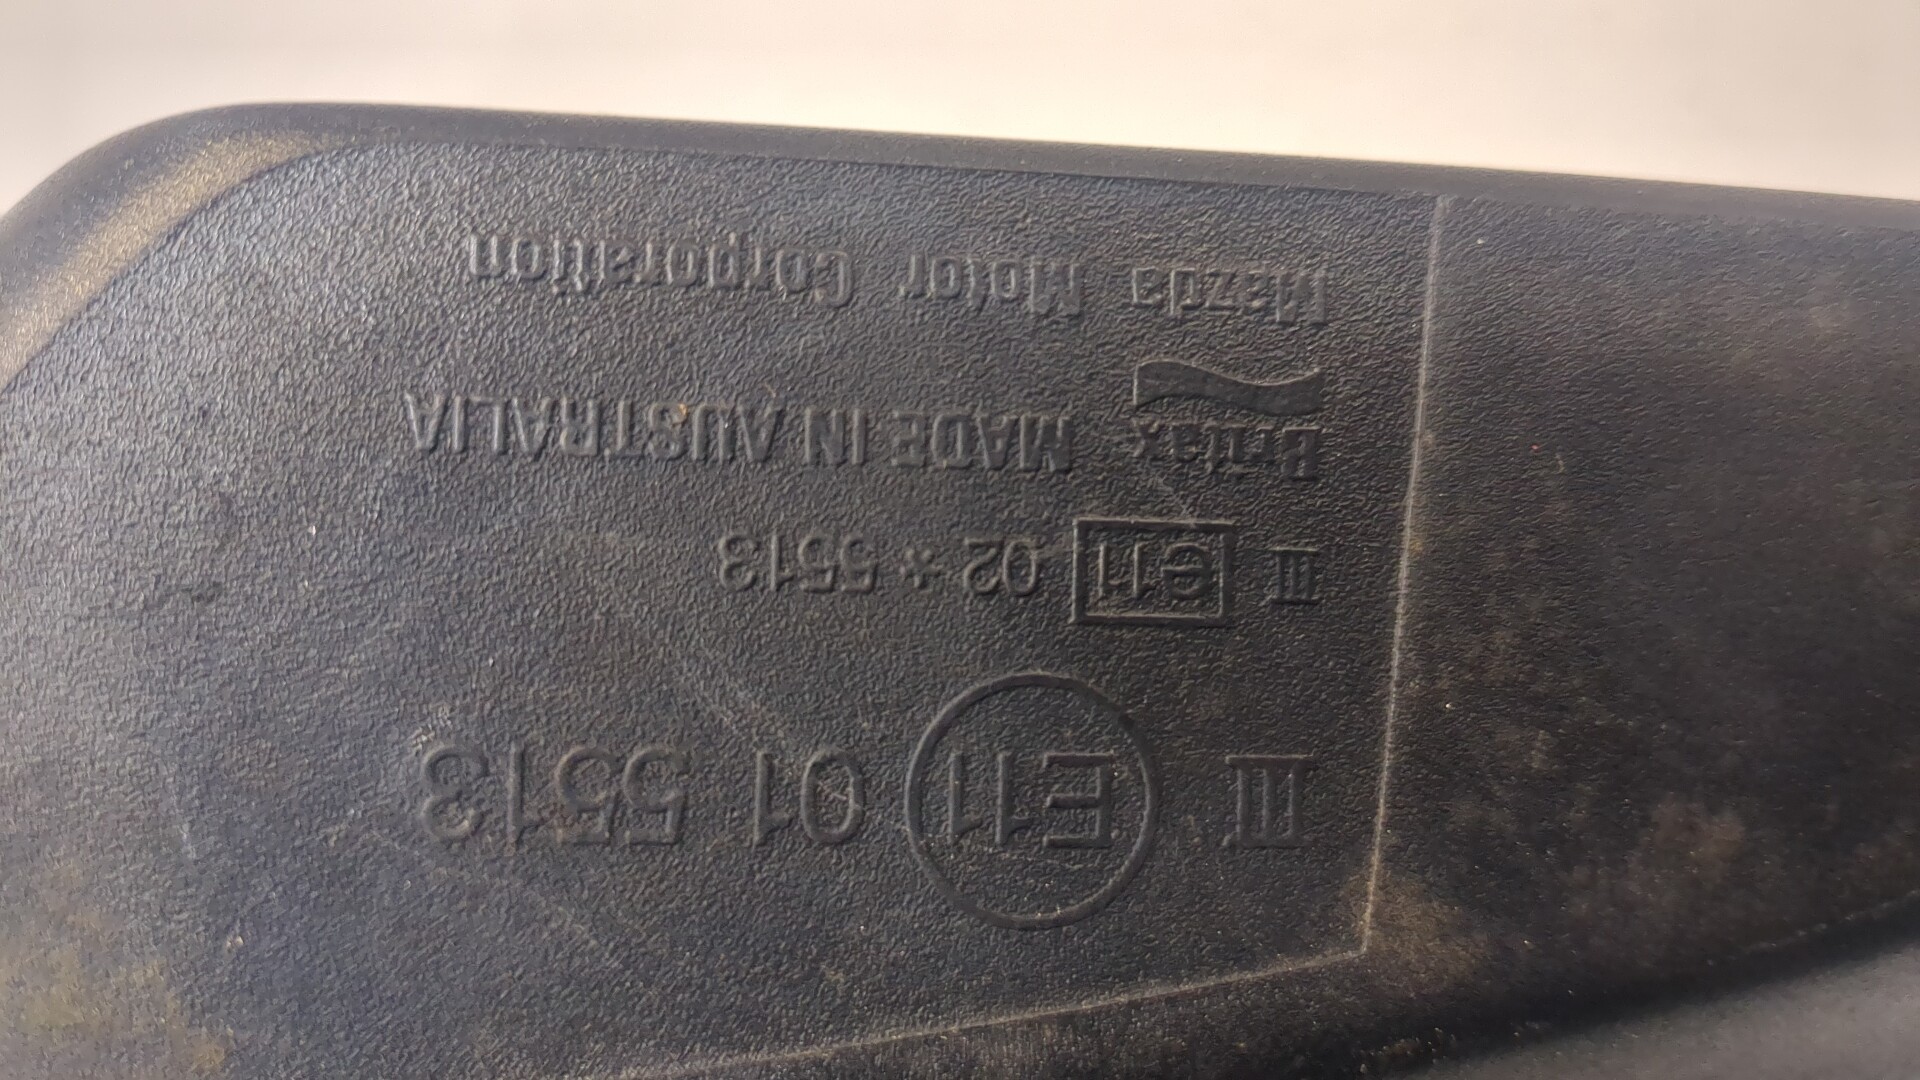 III E11 01 5513
III e11 02 * 5513
Britax MADE IN AUSTRALIA
Mazda Motor Corporation